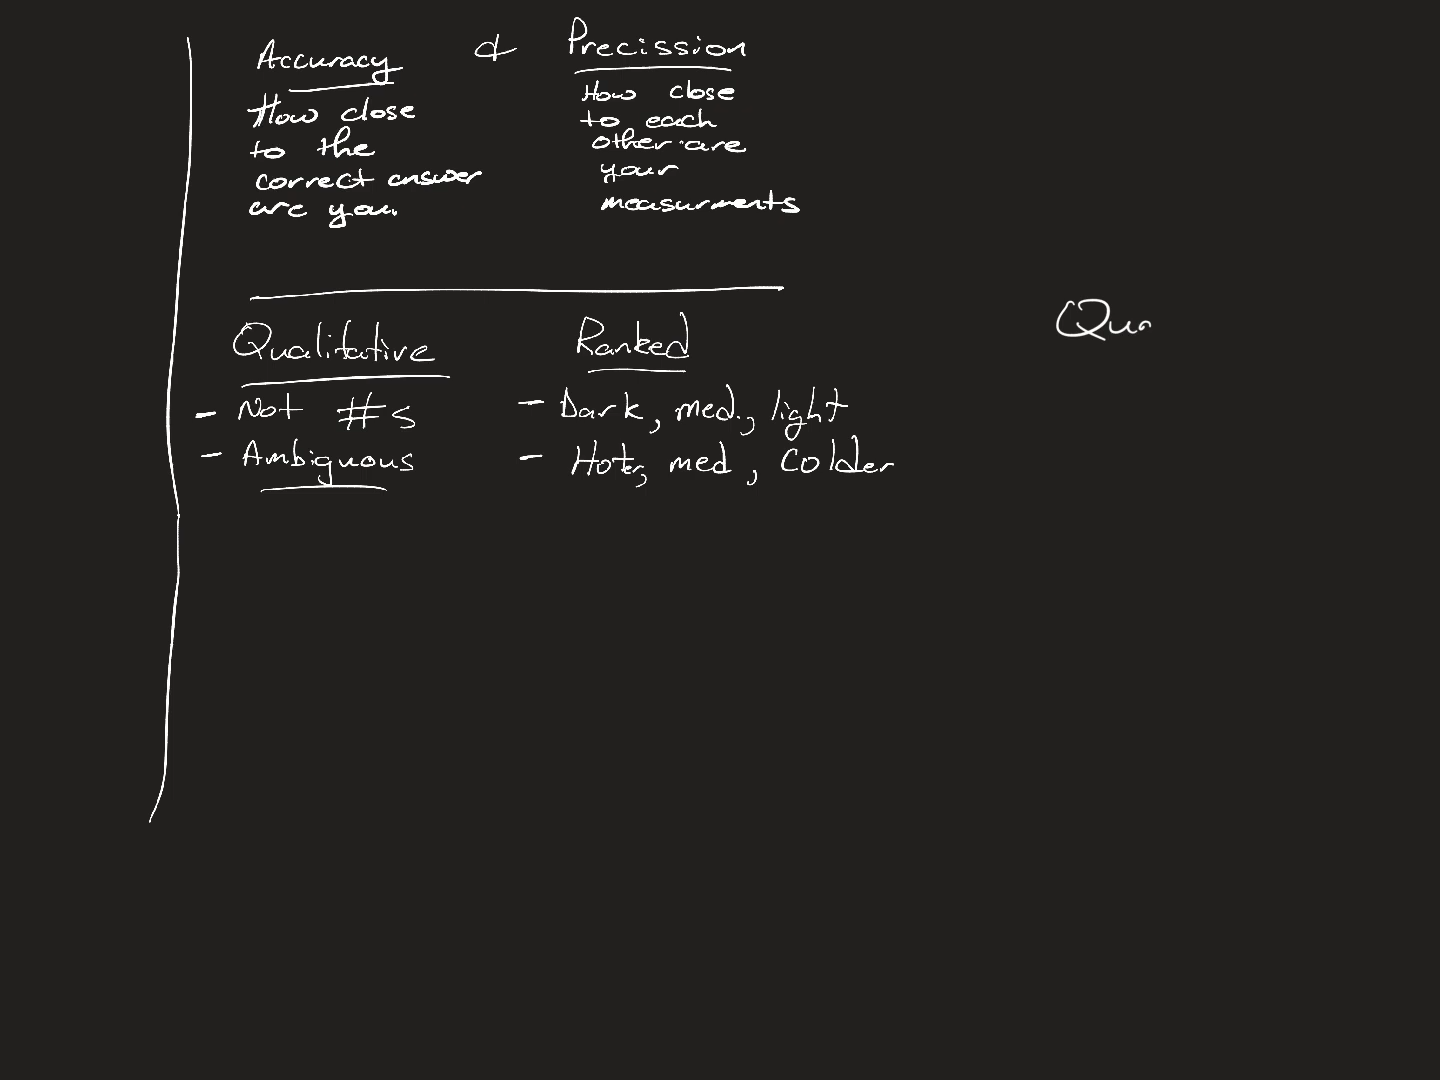 Accuracy & Precission
How close
to the
correct answer
are you.
How close
to each
other are
your
measurments
Qualitative
- Not #s
- Ambiguous
Ranked
- Dark, med., light
- Hoter, med, Colder
Qua